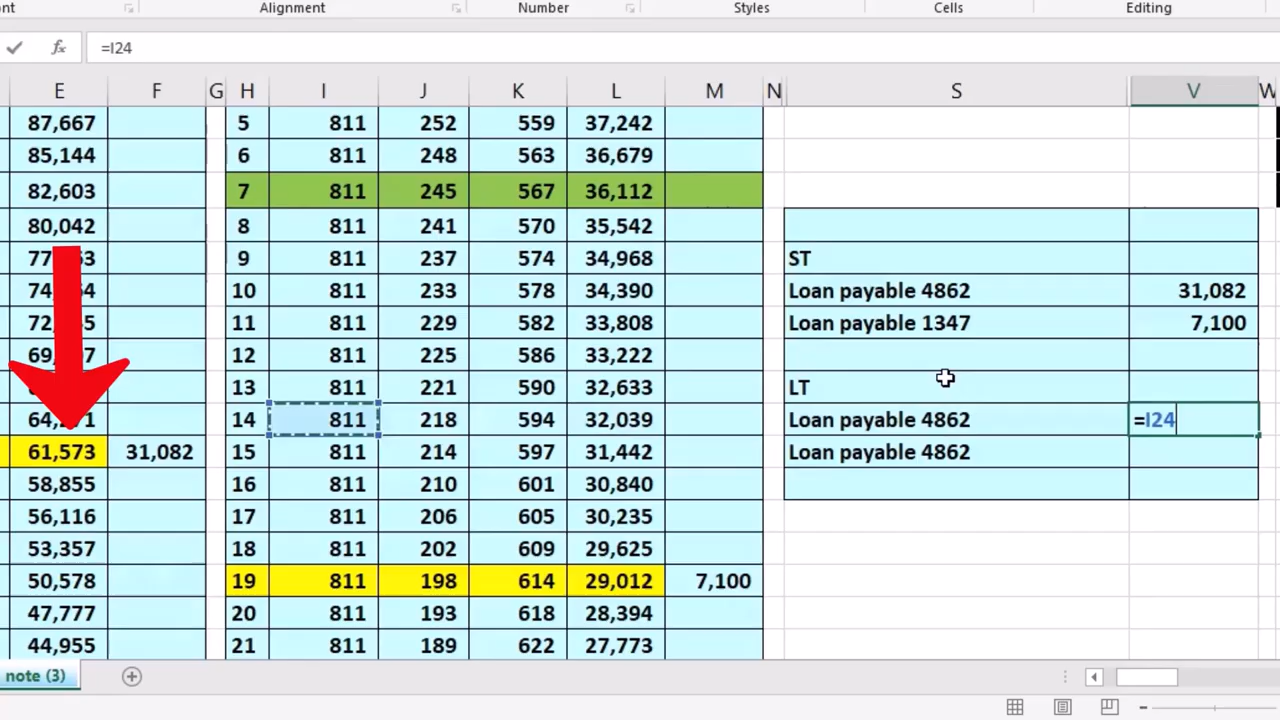 nt Alignment Number Styles Cells Editing
fx =I24
E F G H I J K L M N S V W
87,667 5 811 252 559 37,242
85,144 6 811 248 563 36,679
82,603 7 811 245 567 36,112
80,042 8 811 241 570 35,542
9 811 237 574 34,968 ST
10 811 233 578 34,390 Loan payable 4862 31,082
11 811 229 582 33,808 Loan payable 1347 7,100
12 811 225 586 33,222
13 811 221 590 32,633 LT
14 811 218 594 32,039 Loan payable 4862 =I24
61,573 31,082 15 811 214 597 31,442 Loan payable 4862
58,855 16 811 210 601 30,840
56,116 17 811 206 605 30,235
53,357 18 811 202 609 29,625
50,578 19 811 198 614 29,012 7,100
47,777 20 811 193 618 28,394
44,955 21 811 189 622 27,773
note (3)